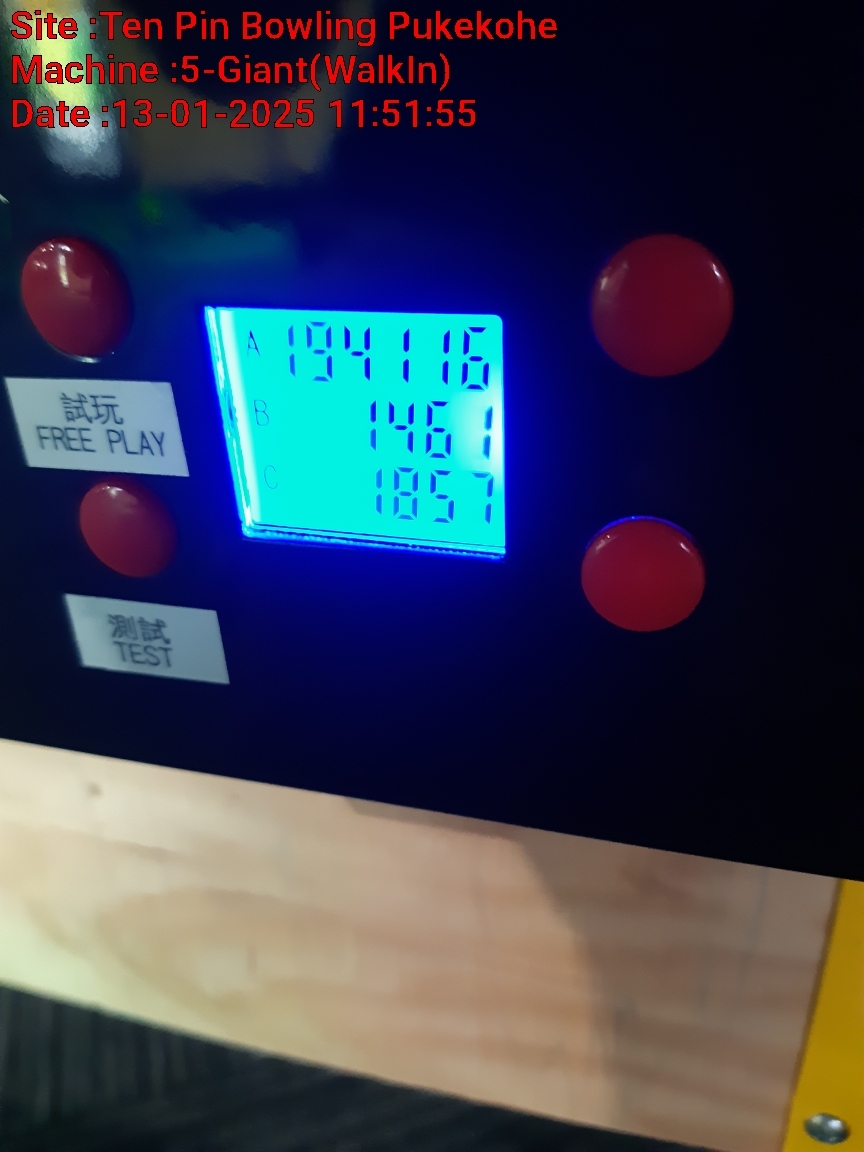 Site :Ten Pin Bowling Pukekohe
Machine :5-Giant(WalkIn)
Date :13-01-2025 11:51:55
A 194116
B 1461
C 1857
試玩
FREE PLAY
測試
TEST